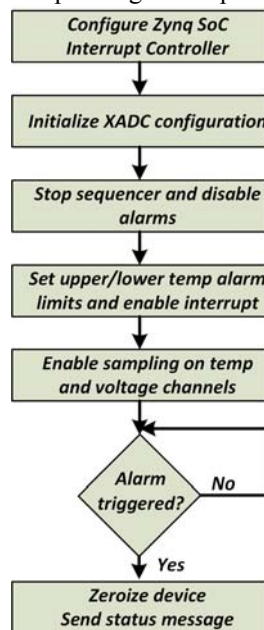 Configure Zynq SoC
Interrupt Controller
Initialize XADC configuration
Stop sequencer and disable
alarms
Set upper/lower temp alarm
limits and enable interrupt
Enable sampling on temp
and voltage channels
Alarm
triggered?
No
Yes
Zeroize device
Send status message